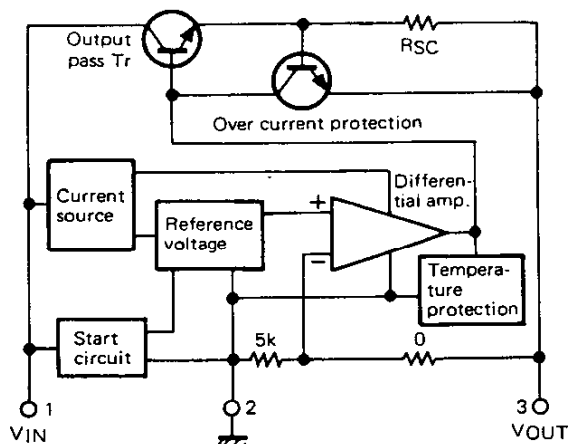 Output
pass Tr
RSC
Over current protection
Current
source
Differen-
tial amp.
Reference
voltage
+
−
Tempera-
ture
protection
Start
circuit
5k
0
1
2
3
VIN
VOUT